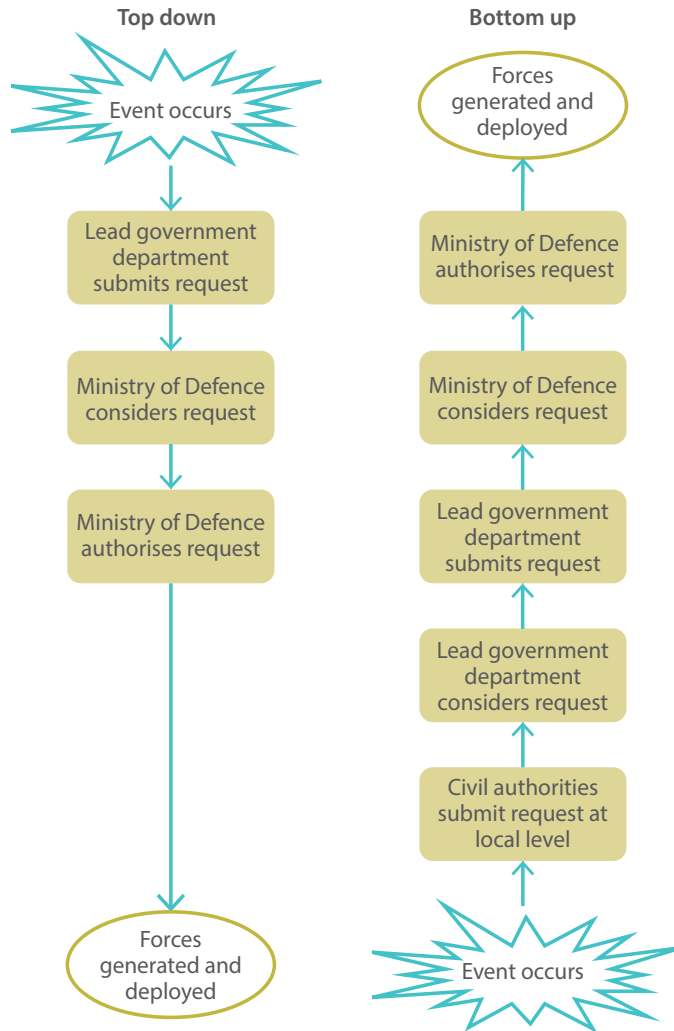 Top down
Event occurs
Lead government
department
submits request
Ministry of Defence
considers request
Ministry of Defence
authorises request
Forces
generated and
deployed
Bottom up
Forces
generated and
deployed
Ministry of Defence
authorises request
Ministry of Defence
considers request
Lead government
department
submits request
Lead government
department
considers request
Civil authorities
submit request at
local level
Event occurs